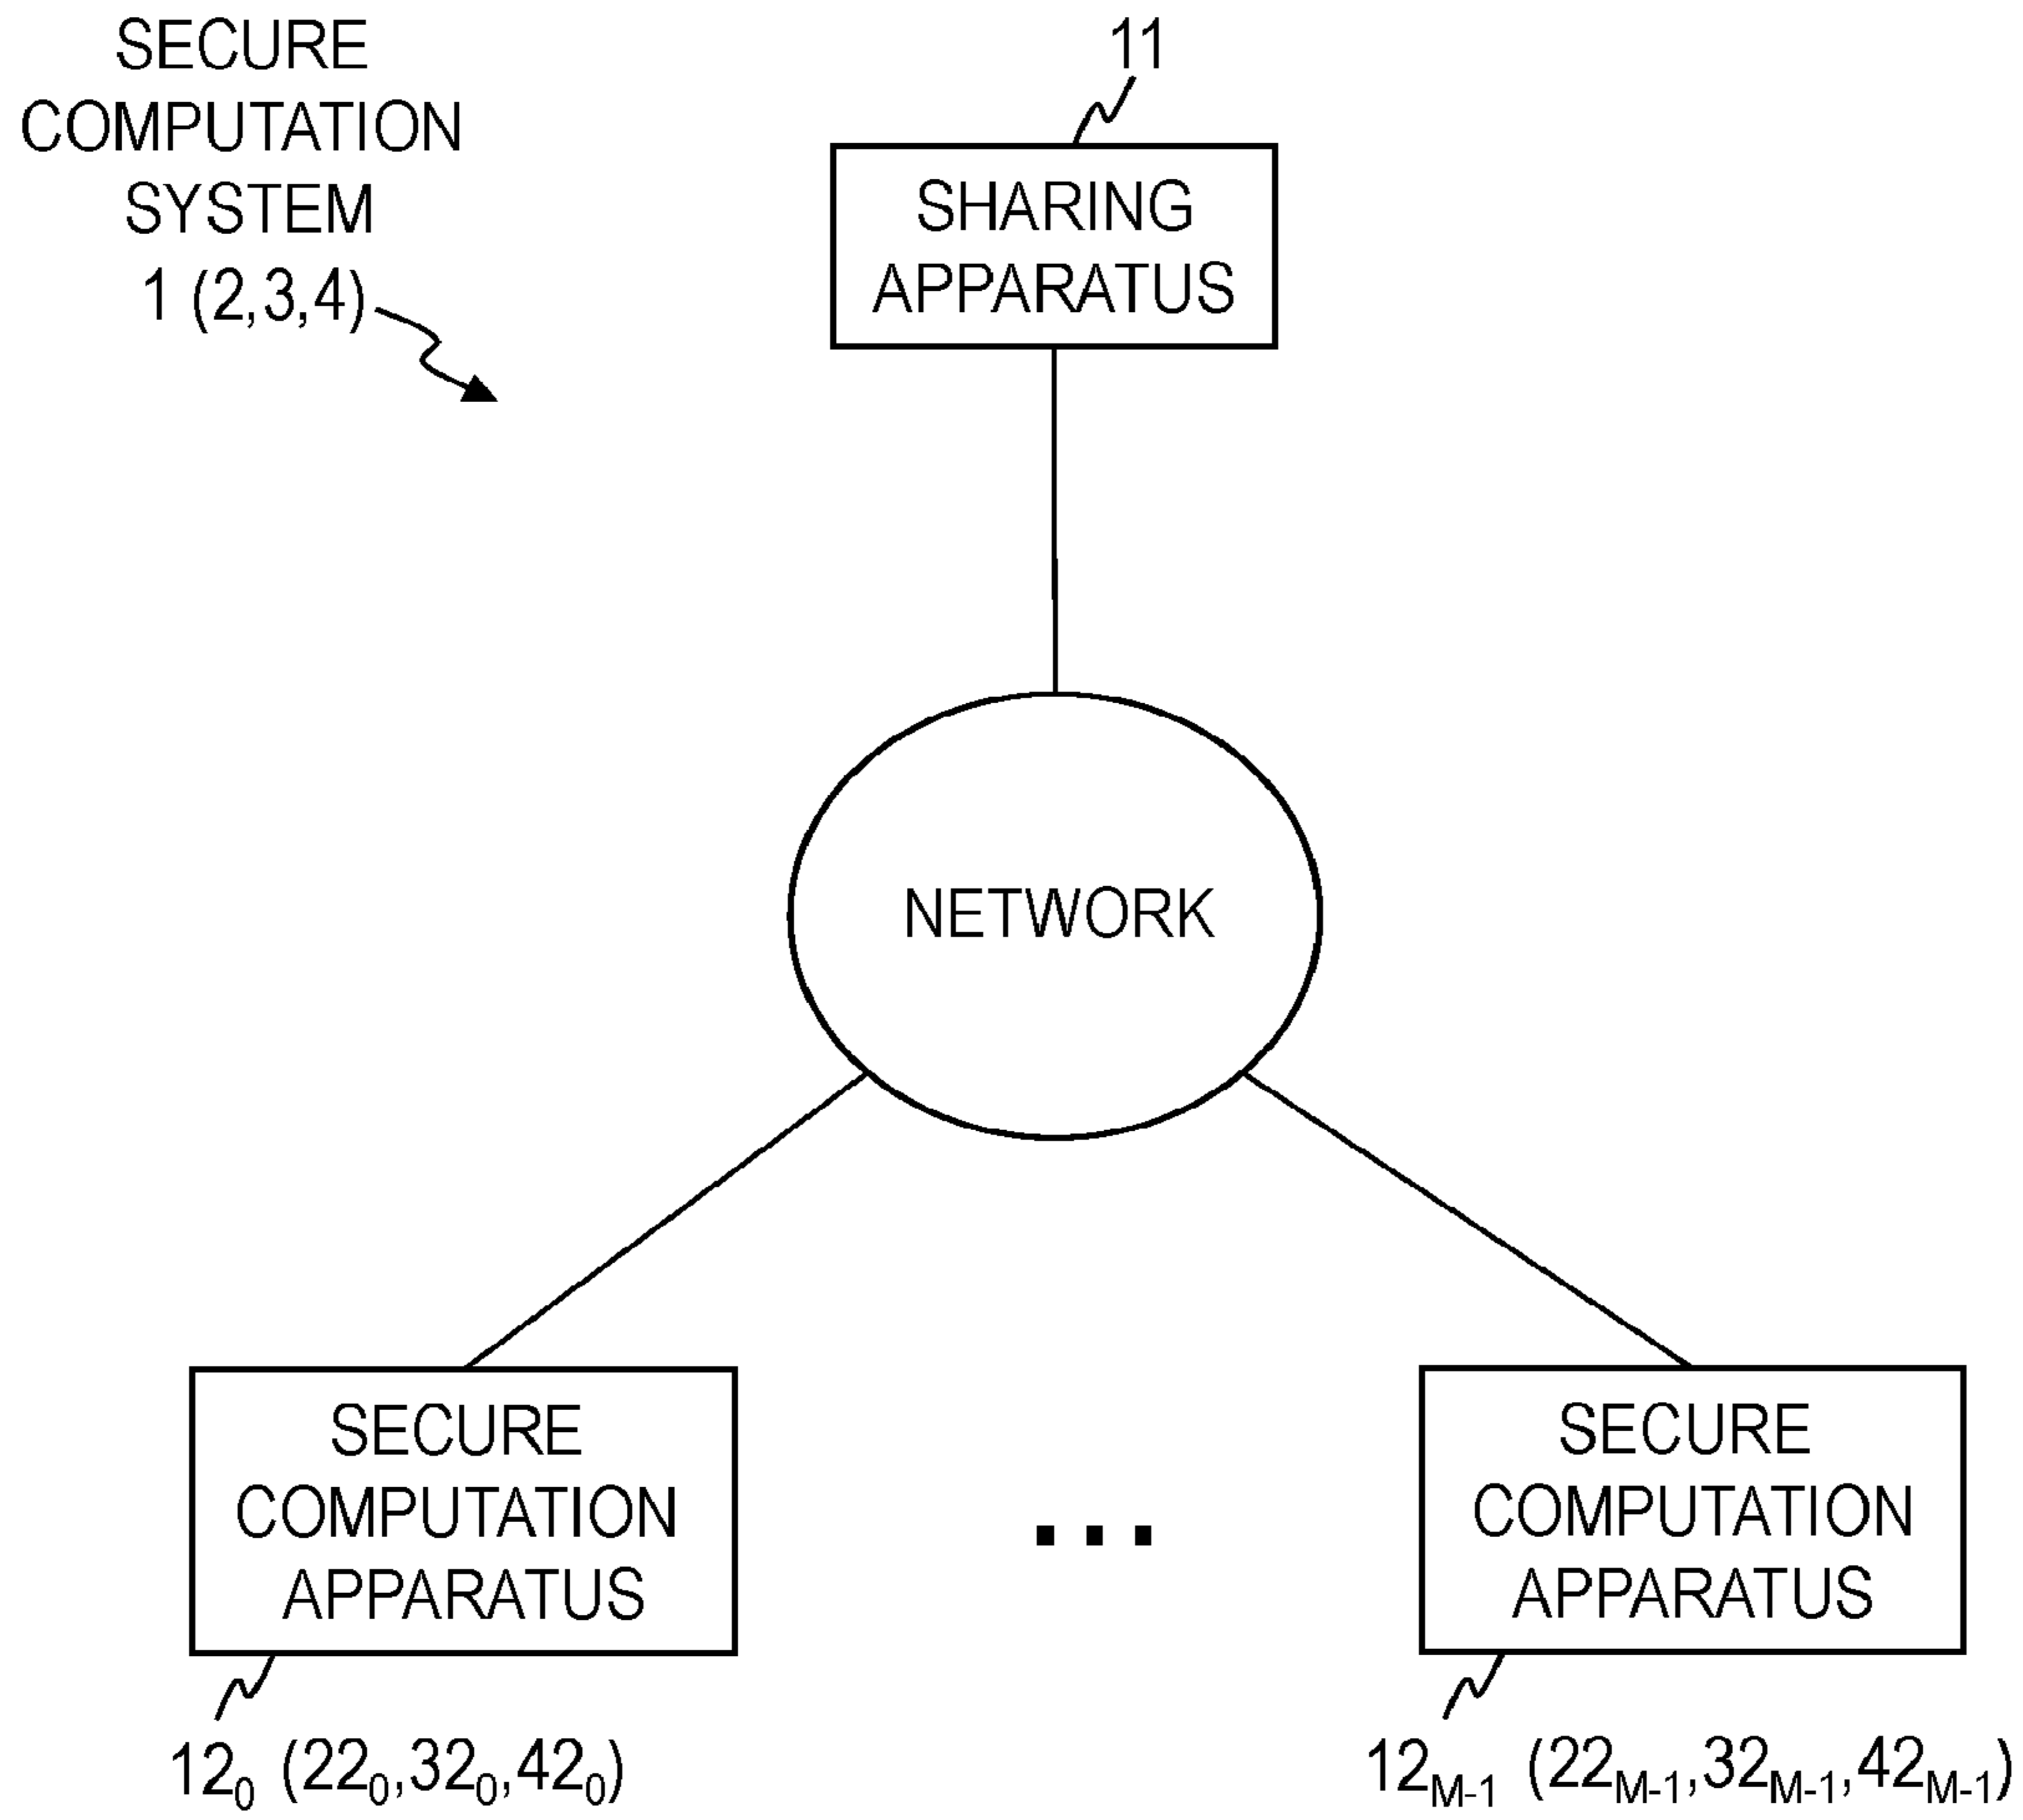 SECURE
COMPUTATION
SYSTEM
1 (2,3,4)
11
SHARING
APPARATUS
NETWORK
SECURE
COMPUTATION
APPARATUS
12₀ (22₀,32₀,42₀)
...
SECURE
COMPUTATION
APPARATUS
12M-1 (22M-1,32M-1,42M-1)